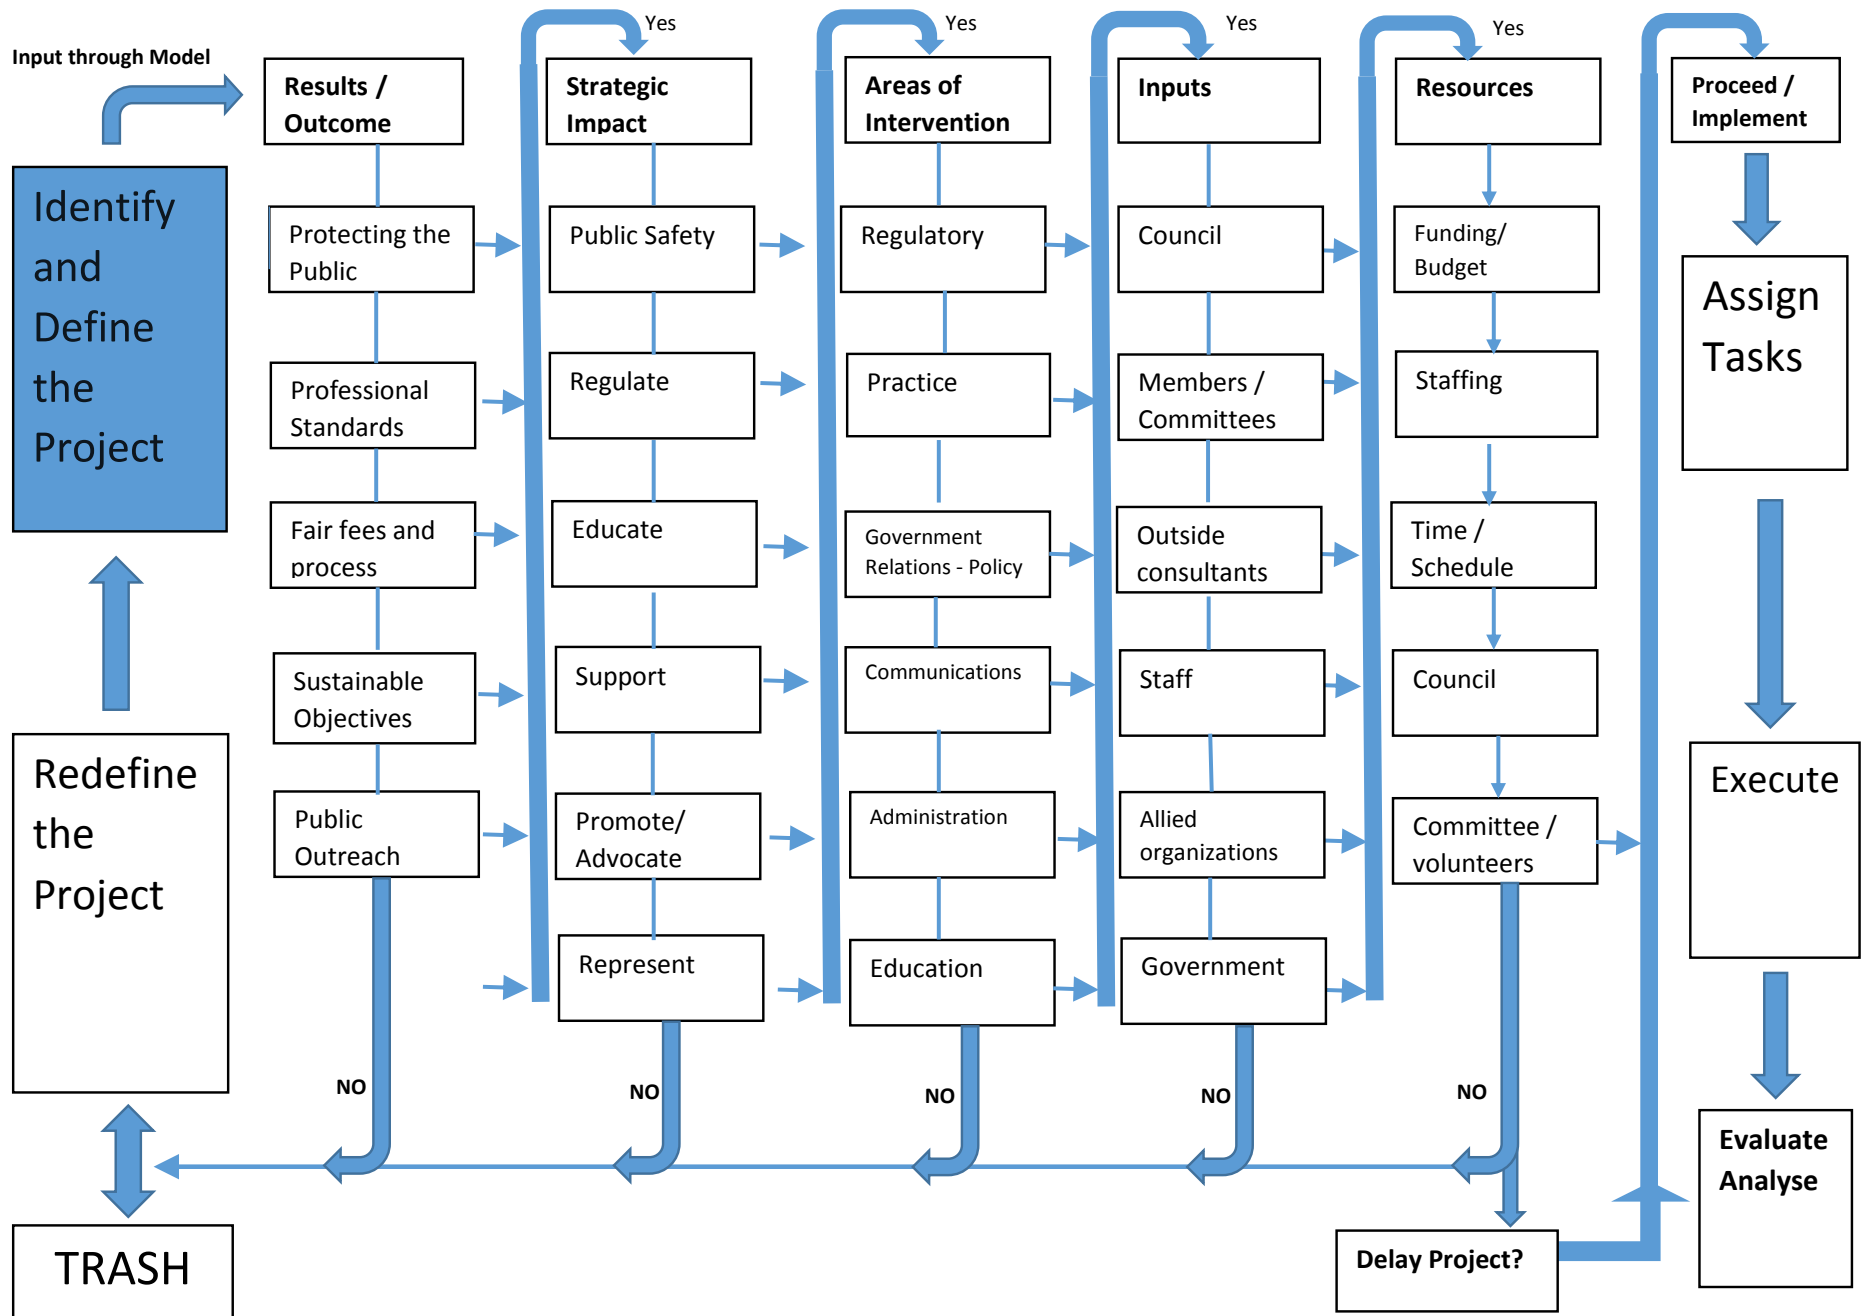 Input through Model
Identify
and
Define
the
Project
Redefine
the
Project
TRASH
Results /
Outcome
Protecting the
Public
Professional
Standards
Fair fees and
process
Sustainable
Objectives
Public
Outreach
NO
Yes
Strategic
Impact
Public Safety
Regulate
Educate
Support
Promote/
Advocate
Represent
NO
Yes
Areas of
Intervention
Regulatory
Practice
Government
Relations - Policy
Communications
Administration
Education
NO
Yes
Inputs
Council
Members /
Committees
Outside
consultants
Staff
Allied
organizations
Government
NO
Yes
Resources
Funding/
Budget
Staffing
Time /
Schedule
Council
Committee /
volunteers
NO
Delay Project?
Proceed /
Implement
Assign
Tasks
Execute
Evaluate
Analyse